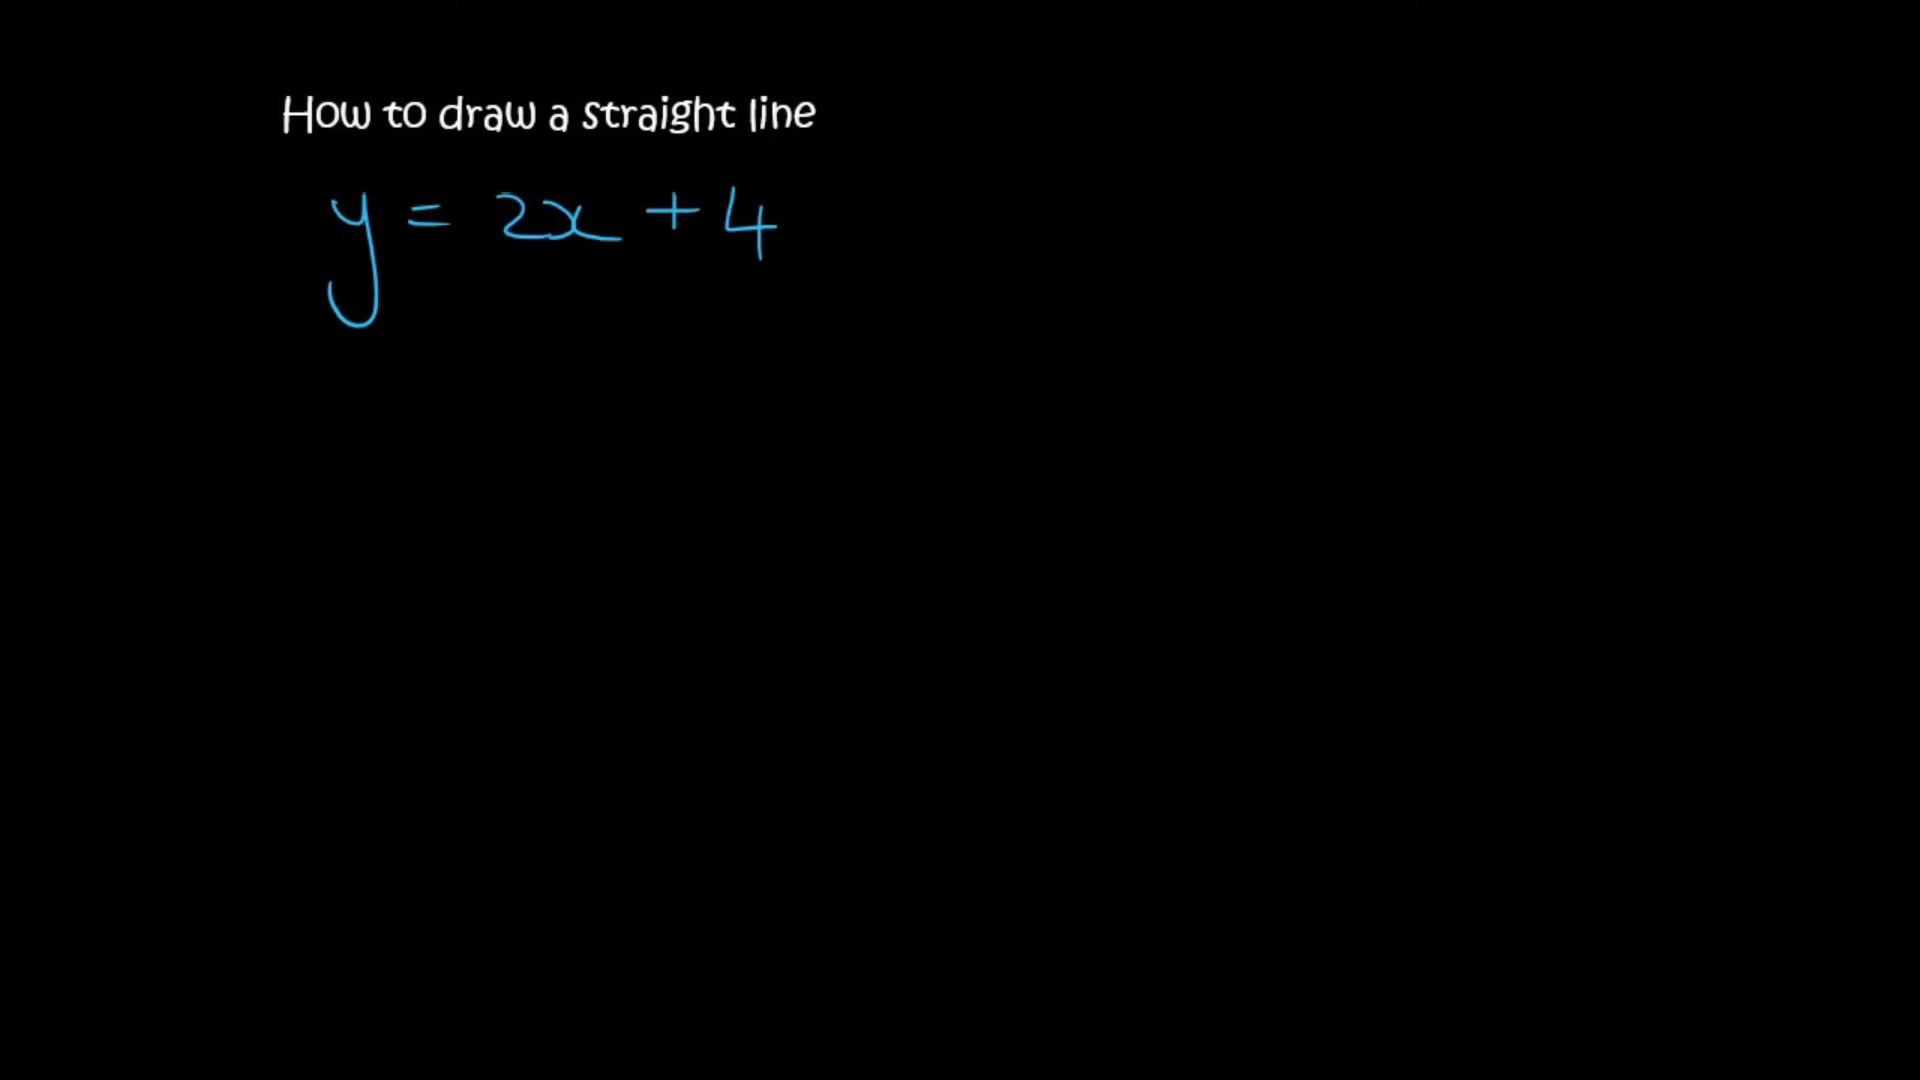 How to draw a straight line
y = 2x + 4